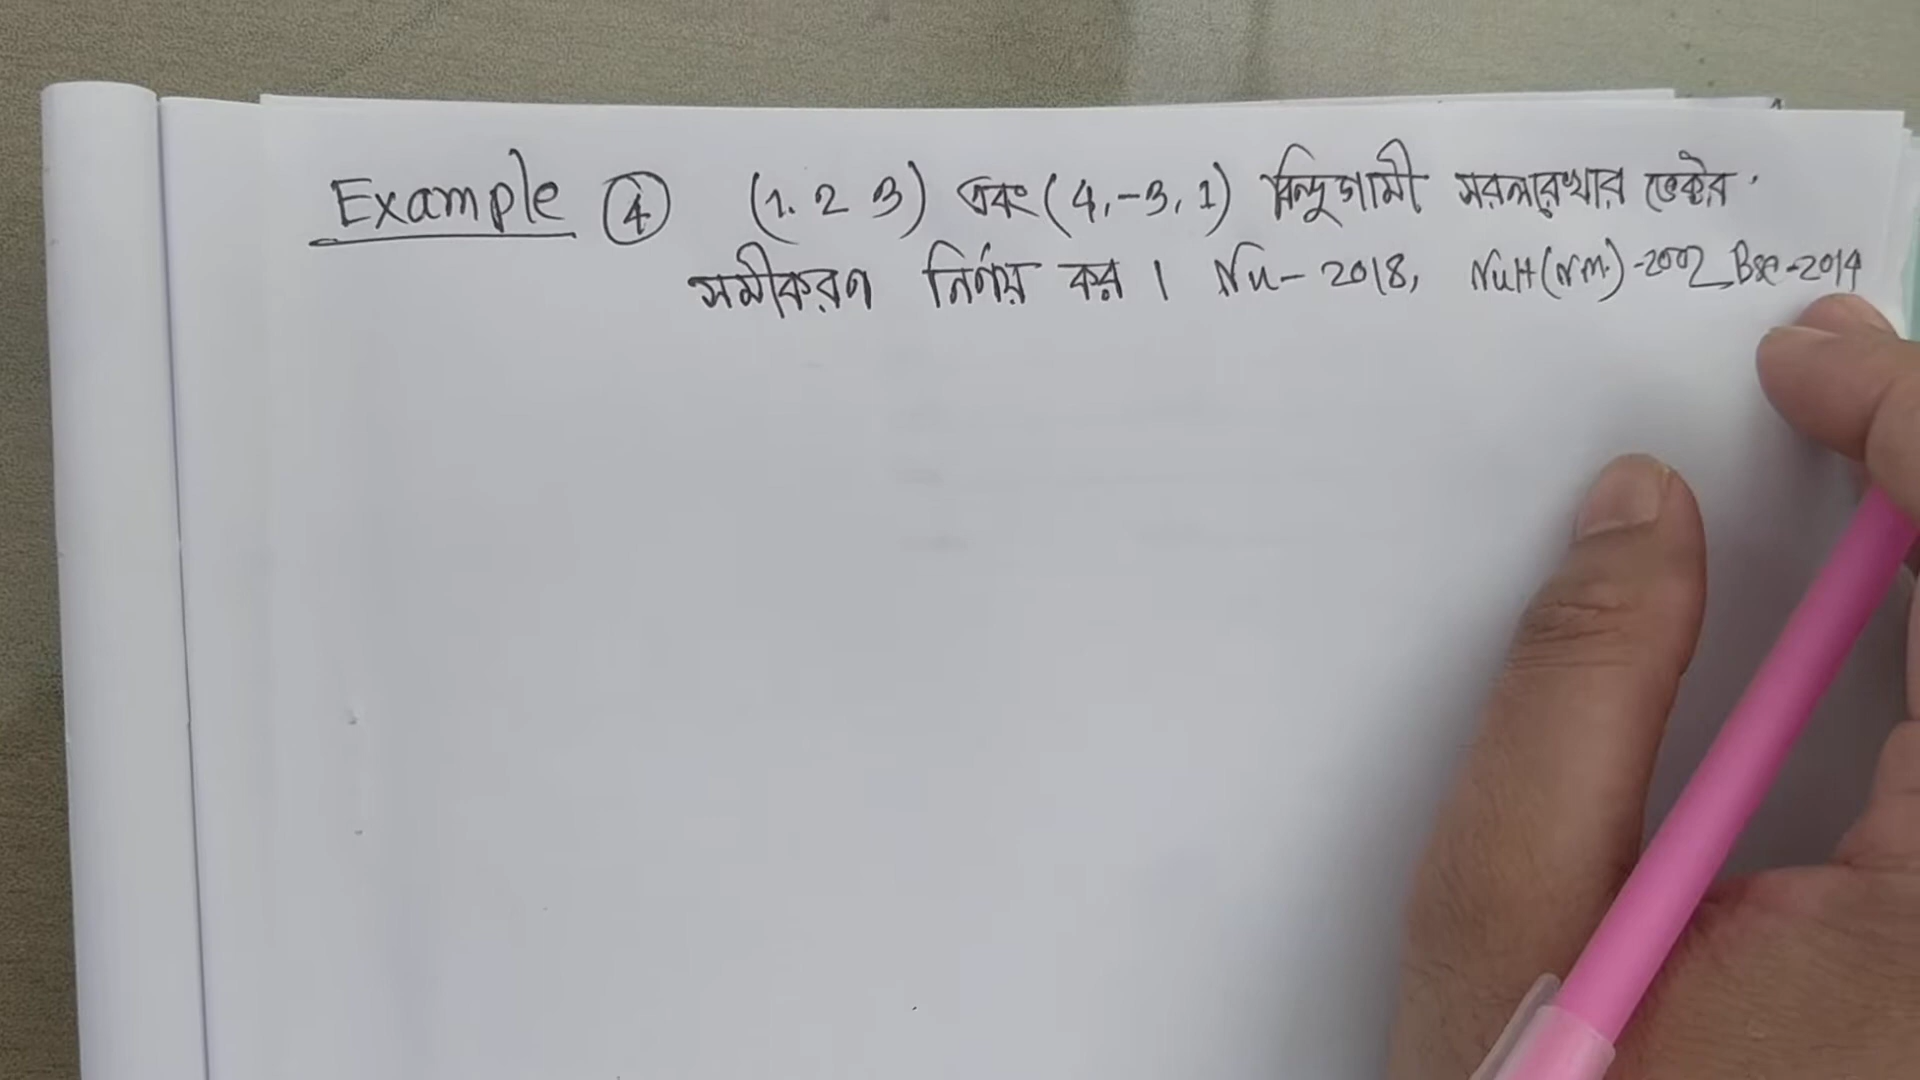 Example ④ (1. 2 3) এবং (4,-3, 1) বিন্দুগামী সরলরেখার ভেক্টর
সমীকরণ নির্ণয় কর । Nu- 2018, NuH(NM.)-2002 Bsc-2014